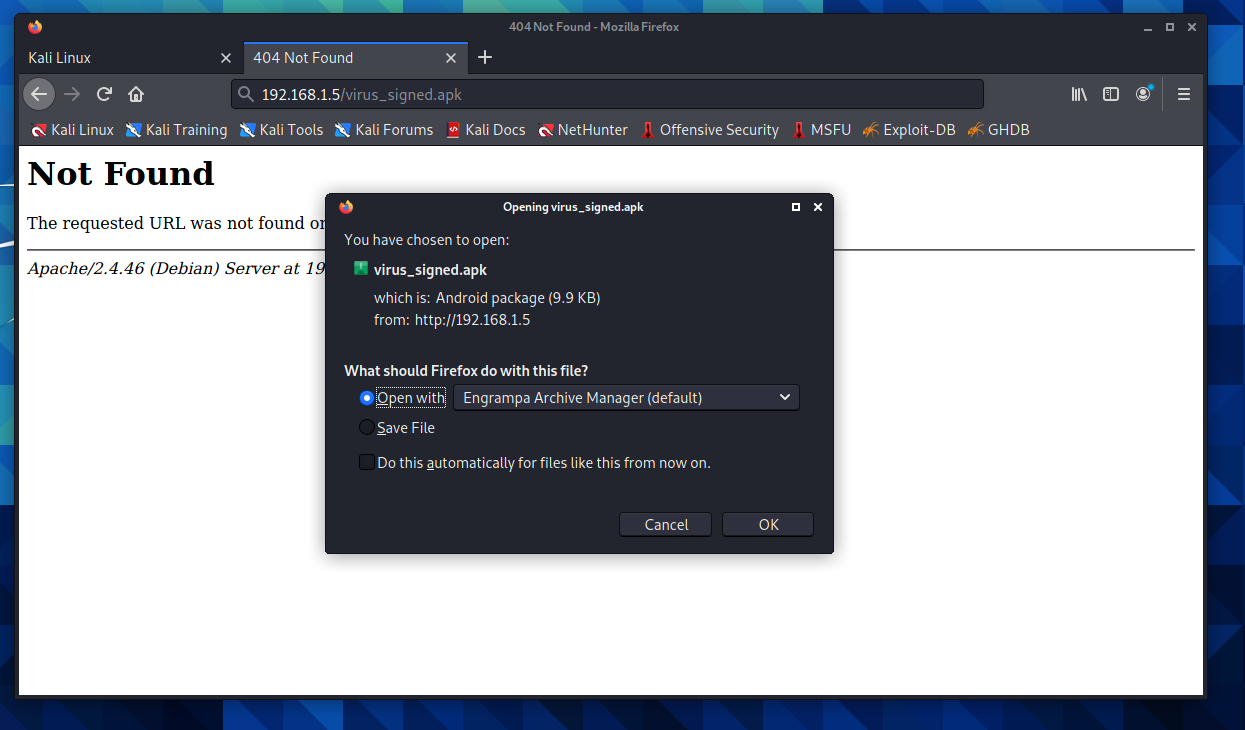 404 Not Found - Mozilla Firefox
Kali Linux
404 Not Found
192.168.1.5/virus_signed.apk
Kali Linux Kali Training Kali Tools Kali Forums Kali Docs NetHunter Offensive Security MSFU Exploit-DB GHDB
Not Found
The requested URL was not found
Apache/2.4.46 (Debian) Server at
Opening virus_signed.apk
You have chosen to open:
virus_signed.apk
which is: Android package (9.9 KB)
from: http://192.168.1.5
What should Firefox do with this file?
Open with Engrampa Archive Manager (default)
Save File
Do this automatically for files like this from now on.
Cancel OK